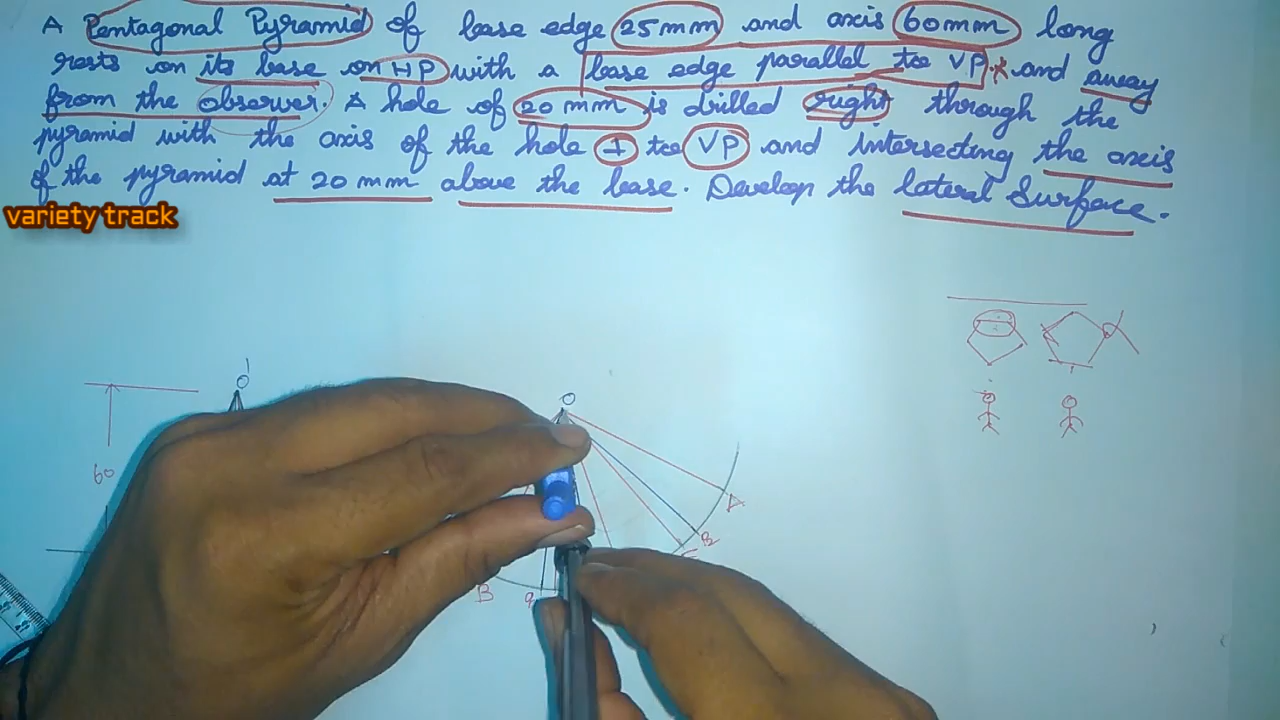 A Pentagonal Pyramid of base edge 25mm and axis 60mm long
rests on its base on HP with a base edge parallel to VP and away
from the observer. A hole of 20mm is drilled right through the
pyramid with the axis of the hole ⊥ to VP and intersecting the axis
of the pyramid at 20mm above the base. Develop the lateral Surface.
variety track
O'
O
60
A
B
B